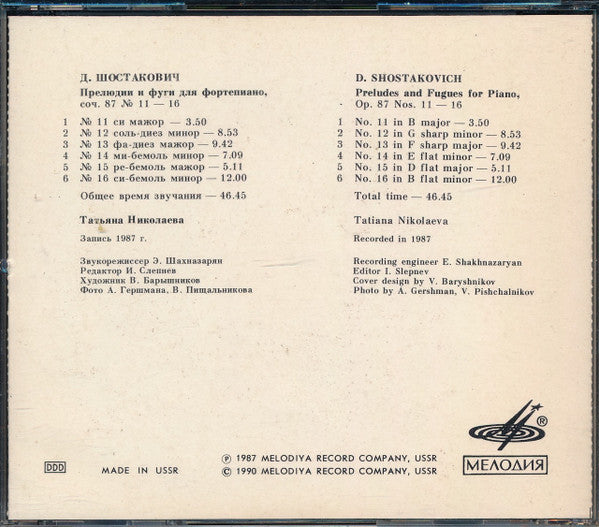 Д. ШОСТАКОВИЧ
Прелюдии и фуги для фортепиано,
соч. 87 № 11 — 16
1 № 11 си мажор — 3.50
2 № 12 соль-диез минор — 8.53
3 № 13 фа-диез мажор — 9.42
4 № 14 ми-бемоль минор — 7.09
5 № 15 ре-бемоль мажор — 5.11
6 № 16 си-бемоль минор — 12.00
Общее время звучания — 46.45
Татьяна Николаева
Запись 1987 г.
Звукорежиссер Э. Шахназарян
Редактор И. Слепнев
Художник В. Барышников
Фото А. Гершмана, В. Пищальникова
D. SHOSTAKOVICH
Preludes and Fugues for Piano,
Op. 87 Nos. 11 — 16
1 No. 11 in B major — 3.50
2 No. 12 in G sharp minor — 8.53
3 No. 13 in F sharp major — 9.42
4 No. 14 in E flat minor — 7.09
5 No. 15 in D flat major — 5.11
6 No. 16 in B flat minor — 12.00
Total time — 46.45
Tatiana Nikolaeva
Recorded in 1987
Recording engineer E. Shakhnazaryan
Editor I. Slepnev
Cover design by V. Baryshnikov
Photo by A. Gershman, V. Pishchalnikov
DDD
MADE IN USSR
℗ 1987 MELODIYA RECORD COMPANY, USSR
© 1990 MELODIYA RECORD COMPANY, USSR
®
МЕЛОДИЯ